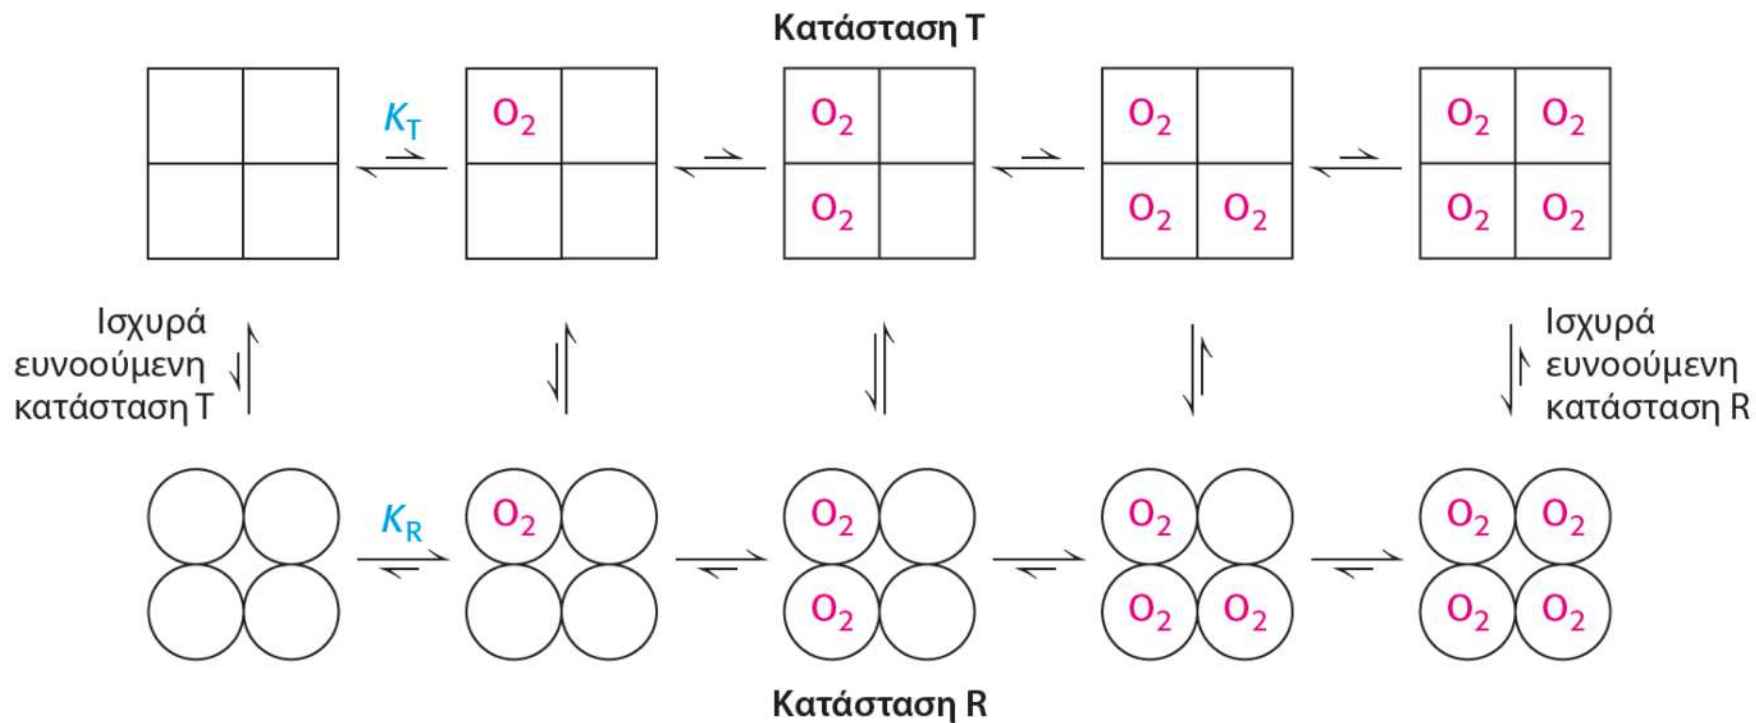 Κατάσταση T
K_T
O₂
O₂
O₂
O₂
O₂ O₂
O₂ O₂
O₂ O₂
Ισχυρά
ευνοούμενη
κατάσταση T
Ισχυρά
ευνοούμενη
κατάσταση R
K_R
O₂
O₂
O₂
O₂
O₂ O₂
O₂ O₂
O₂ O₂
Κατάσταση R